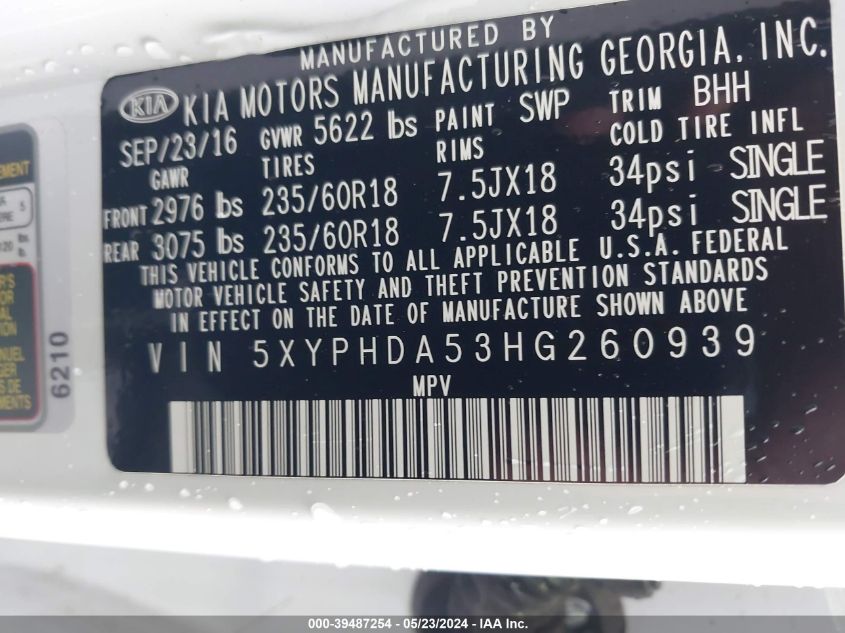 MANUFACTURED BY
KIA KIA MOTORS MANUFACTURING GEORGIA, INC.
SEP/23/16 GVWR 5622 lbs PAINT SWP TRIM BHH
GAWR TIRES RIMS COLD TIRE INFL
FRONT 2976 lbs 235/60R18 7.5JX18 34psi SINGLE
REAR 3075 lbs 235/60R18 7.5JX18 34psi SINGLE
THIS VEHICLE CONFORMS TO ALL APPLICABLE U.S.A. FEDERAL
MOTOR VEHICLE SAFETY AND THEFT PREVENTION STANDARDS
IN EFFECT ON THE DATE OF MANUFACTURE SHOWN ABOVE
VIN 5XYPHDA53HG260939
MPV
6210
000-39487254 - 05/23/2024 - IAA Inc.